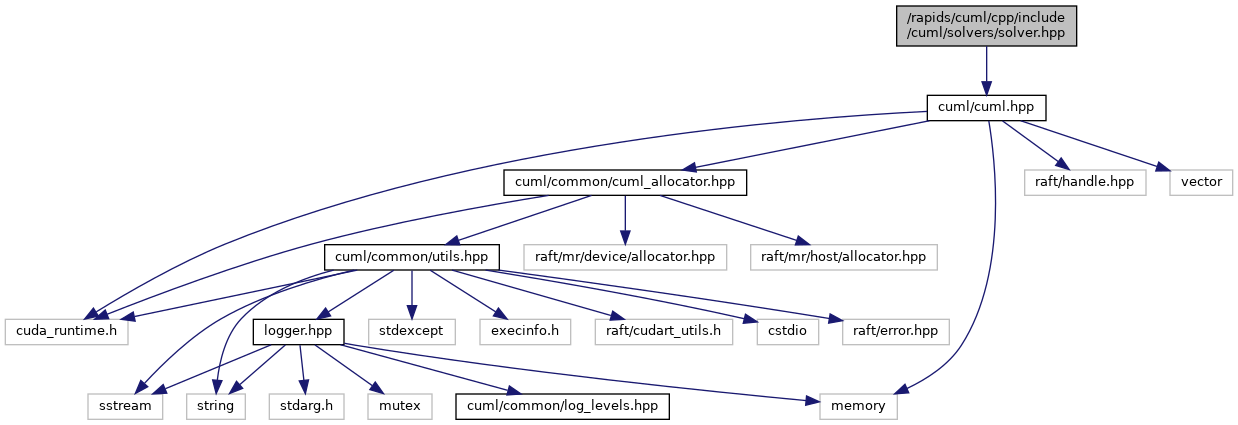 /rapids/cuml/cpp/include
/cuml/solvers/solver.hpp
cuml/cuml.hpp
cuml/common/cuml_allocator.hpp
raft/handle.hpp
vector
cuml/common/utils.hpp
raft/mr/device/allocator.hpp
raft/mr/host/allocator.hpp
cuda_runtime.h
logger.hpp
stdexcept
execinfo.h
raft/cudart_utils.h
cstdio
raft/error.hpp
sstream
string
stdarg.h
mutex
cuml/common/log_levels.hpp
memory